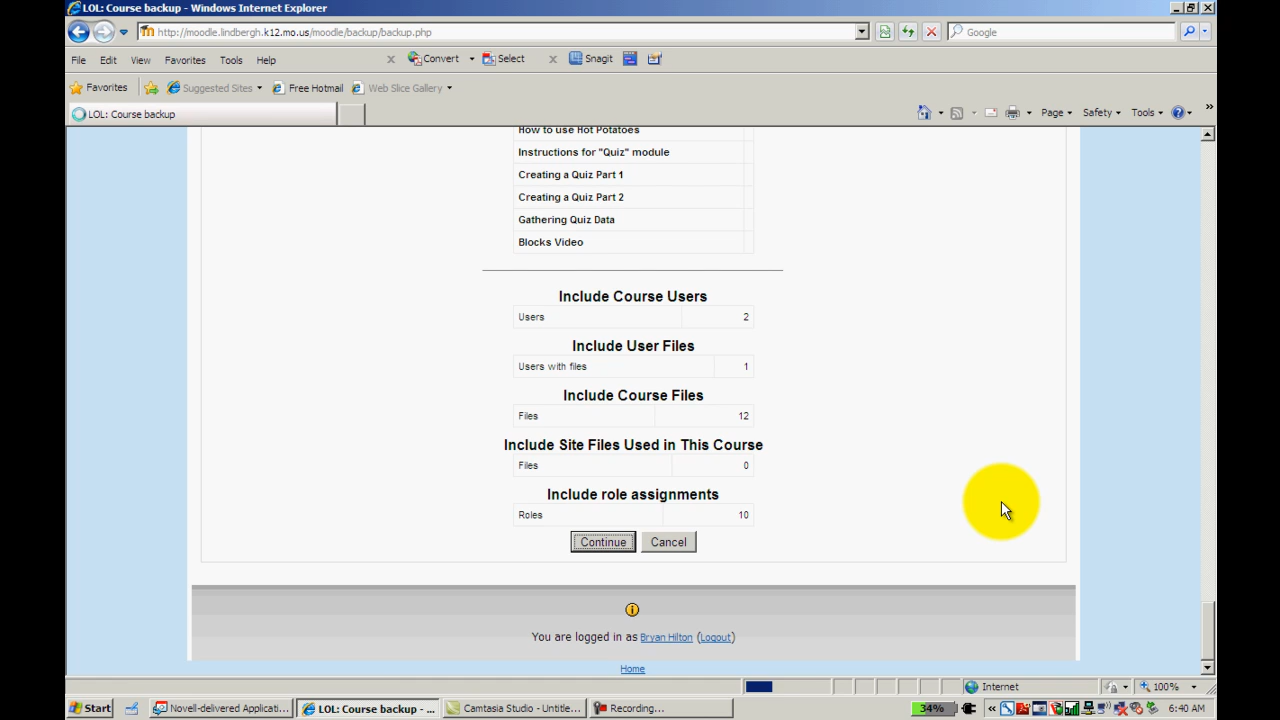 LOL: Course backup - Windows Internet Explorer
http://moodle.lindbergh.k12.mo.us/moodle/backup/backup.php
Google
File Edit View Favorites Tools Help
Convert Select Snagit
Favorites Suggested Sites Free Hotmail Web Slice Gallery
LOL: Course backup
Page Safety Tools
How to use Hot Potatoes
Instructions for "Quiz" module
Creating a Quiz Part 1
Creating a Quiz Part 2
Gathering Quiz Data
Blocks Video
Include Course Users
Users 2
Include User Files
Users with files 1
Include Course Files
Files 12
Include Site Files Used in This Course
Files 0
Include role assignments
Roles 10
Continue Cancel
You are logged in as Bryan Hilton (Logout)
Home
Internet 100%
Start Novell-delivered Applicati... LOL: Course backup - ... Camtasia Studio - Untitle... Recording... 34% 6:40 AM